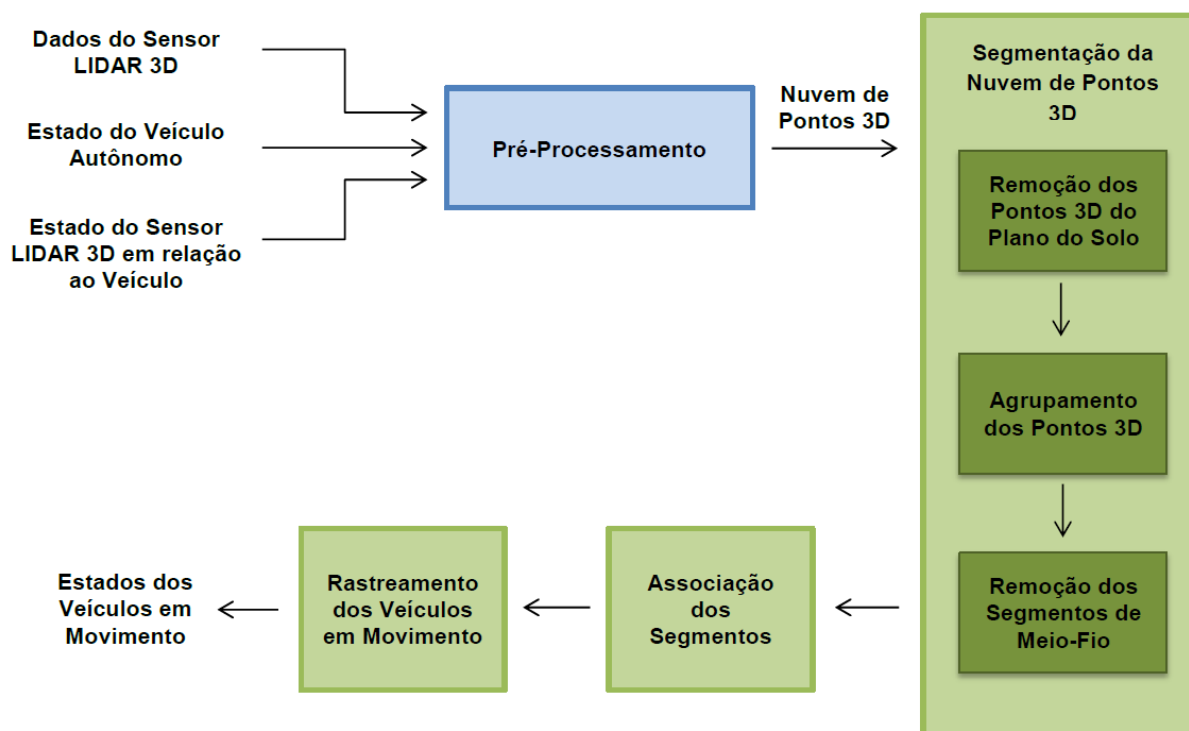 Dados do Sensor
LIDAR 3D
Estado do Veículo
Autônomo
Estado do Sensor
LIDAR 3D em relação
ao Veículo
Pré-Processamento
Nuvem de
Pontos 3D
Segmentação da
Nuvem de Pontos
3D
Remoção dos
Pontos 3D do
Plano do Solo
Agrupamento
dos Pontos 3D
Remoção dos
Segmentos de
Meio-Fio
Associação
dos
Segmentos
Rastreamento
dos Veículos
em Movimento
Estados dos
Veículos em
Movimento